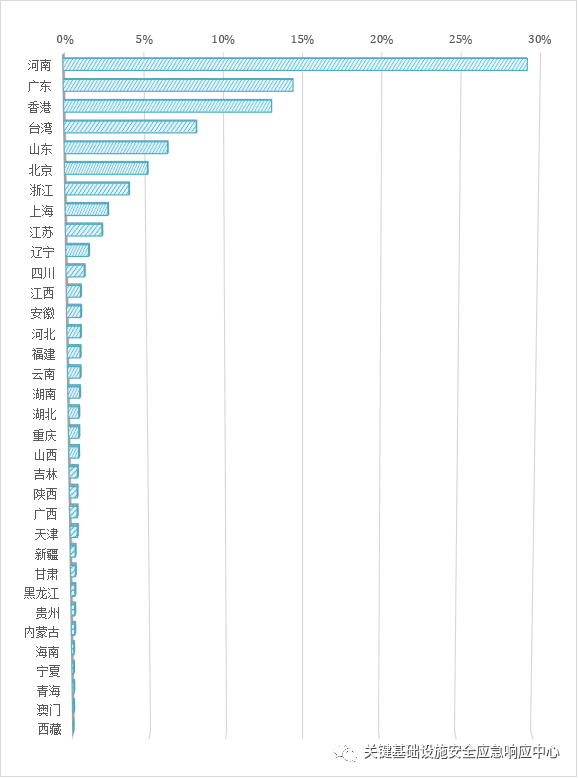 0% 5% 10% 15% 20% 25% 30%
河南
广东
香港
台湾
山东
北京
浙江
上海
江苏
辽宁
四川
江西
安徽
河北
福建
云南
湖南
湖北
重庆
山西
吉林
陕西
广西
天津
新疆
甘肃
黑龙江
贵州
内蒙古
海南
宁夏
青海
澳门
西藏
关键基础设施安全应急响应中心